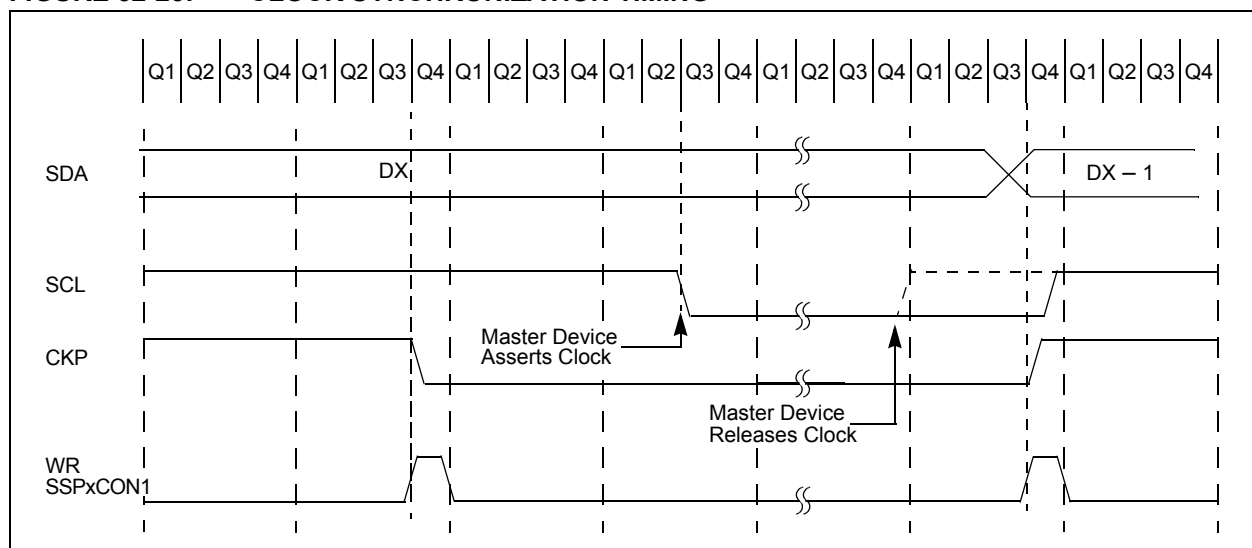 Q1 Q2 Q3 Q4 Q1 Q2 Q3 Q4 Q1 Q2 Q3 Q4 Q1 Q2 Q3 Q4 Q1 Q2 Q3 Q4 Q1 Q2 Q3 Q4 Q1 Q2 Q3 Q4
SDA
DX
DX – 1
SCL
Master Device
Asserts Clock
CKP
Master Device
Releases Clock
WR
SSPxCON1